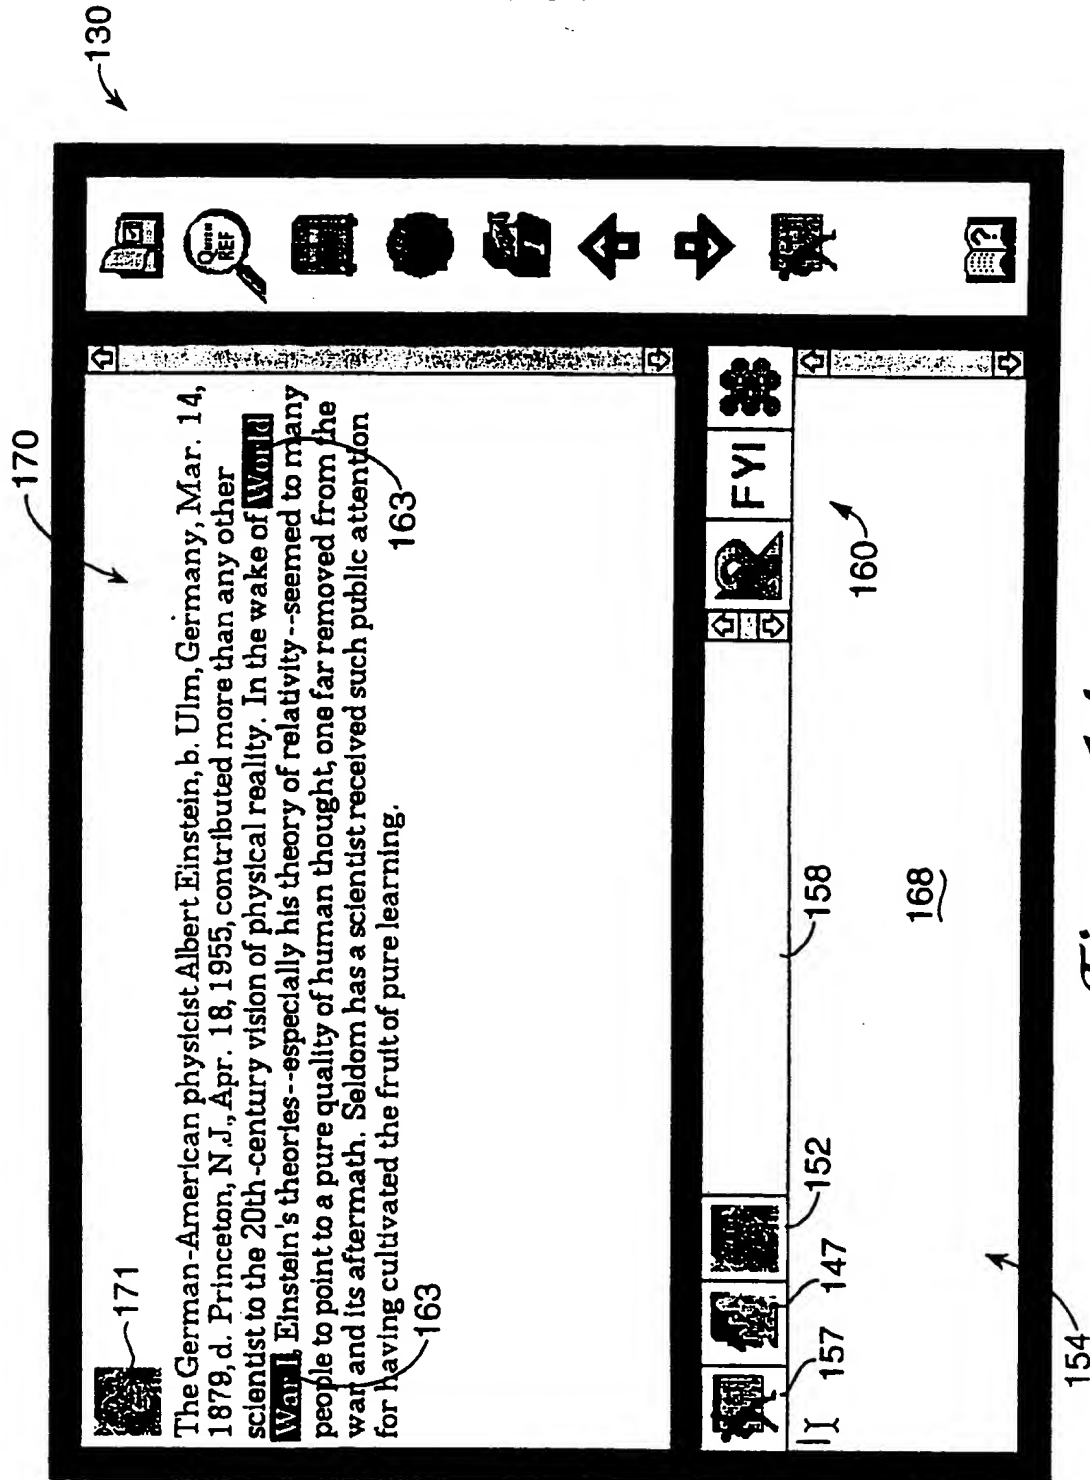 170
130
171
The German-American physicist Albert Einstein, b. Ulm, Germany, Mar. 14,
1879, d. Princeton, N.J., Apr. 18, 1955, contributed more than any other
scientist to the 20th-century vision of physical reality. In the wake of World
War I, Einstein's theories--especially his theory of relativity--seemed to many
people to point to a pure quality of human thought, one far removed from the
war and its aftermath. Seldom has a scientist received such public attention
for having cultivated the fruit of pure learning.
163
163
REF
?
FYI
157
147
152
158
160
168
154